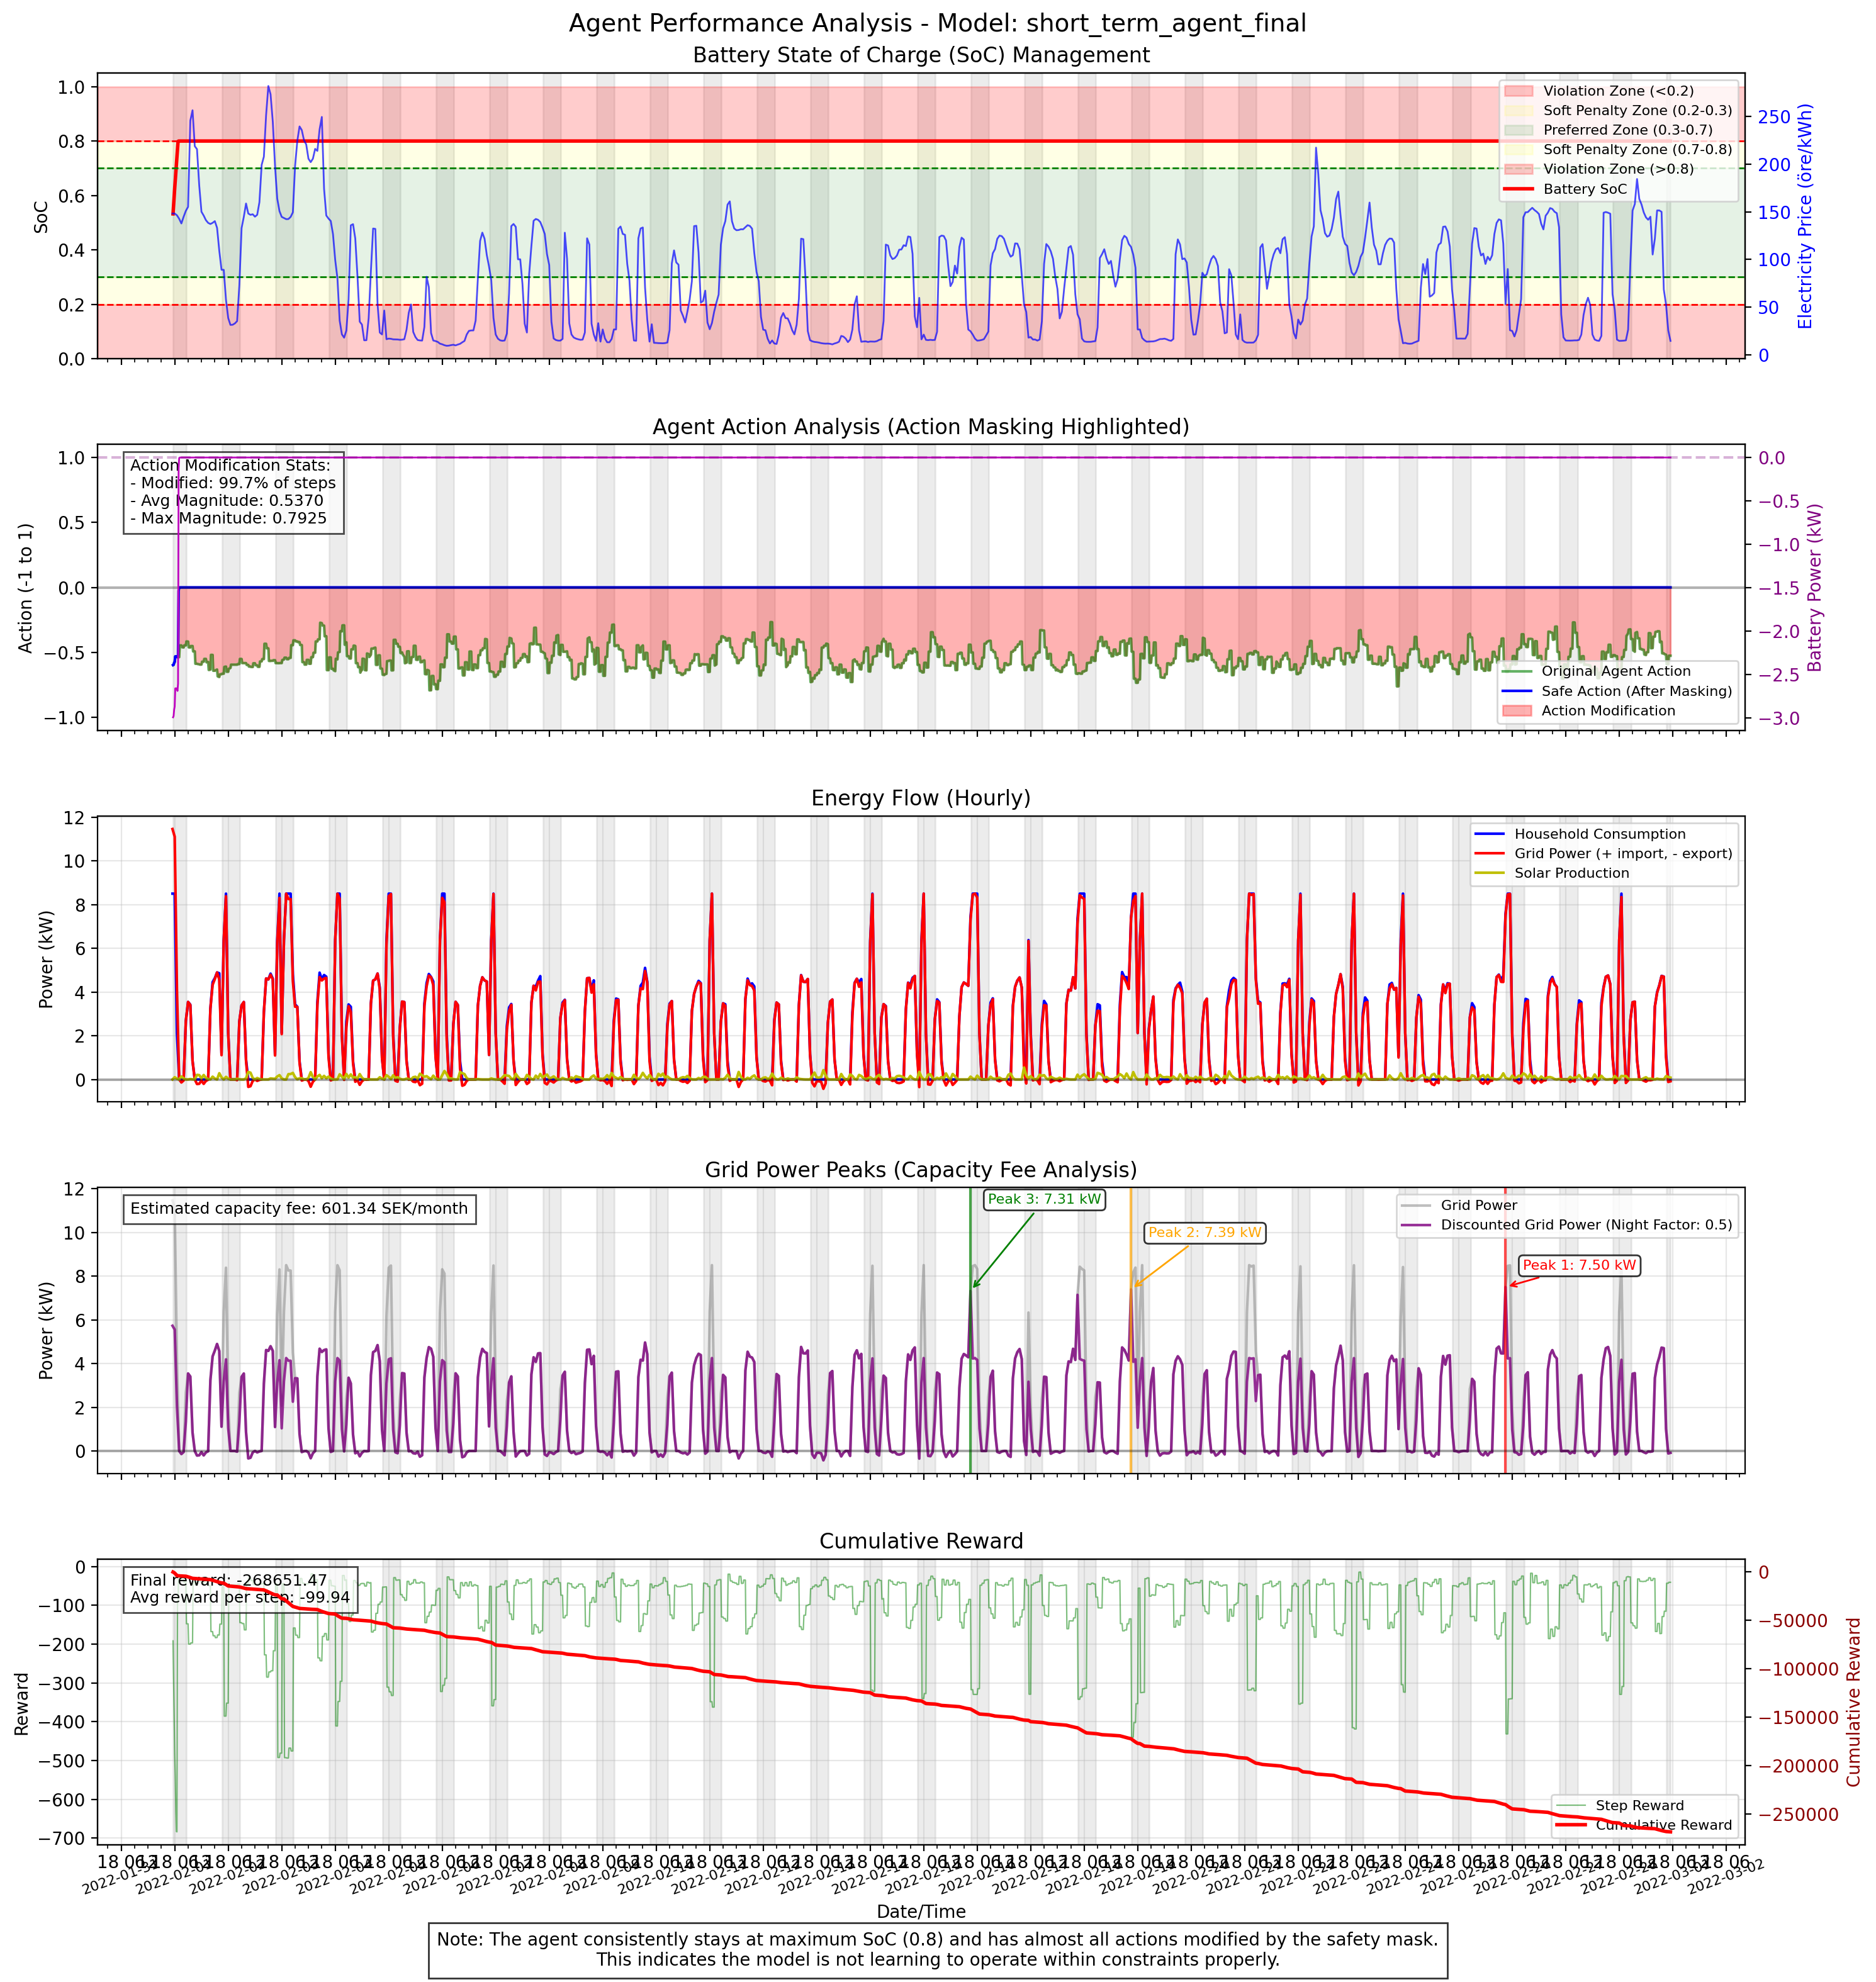 Agent Performance Analysis - Model: short_term_agent_final
Battery State of Charge (SoC) Management
1.0
0.8
0.6
0.4
0.2
0.0
SoC
250
200
150
100
50
0
Electricity Price (öre/kWh)
Violation Zone (<0.2)
Soft Penalty Zone (0.2-0.3)
Preferred Zone (0.3-0.7)
Soft Penalty Zone (0.7-0.8)
Violation Zone (>0.8)
Battery SoC
Agent Action Analysis (Action Masking Highlighted)
1.0
0.5
0.0
−0.5
−1.0
Action (-1 to 1)
Action Modification Stats:
- Modified: 99.7% of steps
- Avg Magnitude: 0.5370
- Max Magnitude: 0.7925
0.0
−0.5
−1.0
−1.5
−2.0
−2.5
−3.0
Battery Power (kW)
Original Agent Action
Safe Action (After Masking)
Action Modification
Energy Flow (Hourly)
12
10
8
6
4
2
0
Power (kW)
Household Consumption
Grid Power (+ import, - export)
Solar Production
Grid Power Peaks (Capacity Fee Analysis)
12
10
8
6
4
2
0
Power (kW)
Estimated capacity fee: 601.34 SEK/month
Peak 3: 7.31 kW
Peak 2: 7.39 kW
Peak 1: 7.50 kW
Grid Power
Discounted Grid Power (Night Factor: 0.5)
Cumulative Reward
0
−100
−200
−300
−400
−500
−600
−700
Reward
Final reward: -268651.47
Avg reward per step: -99.94
0
−50000
−100000
−150000
−200000
−250000
Cumulative Reward
Step Reward
Cumulative Reward
2022-03-02
Date/Time
Note: The agent consistently stays at maximum SoC (0.8) and has almost all actions modified by the safety mask.
This indicates the model is not learning to operate within constraints properly.